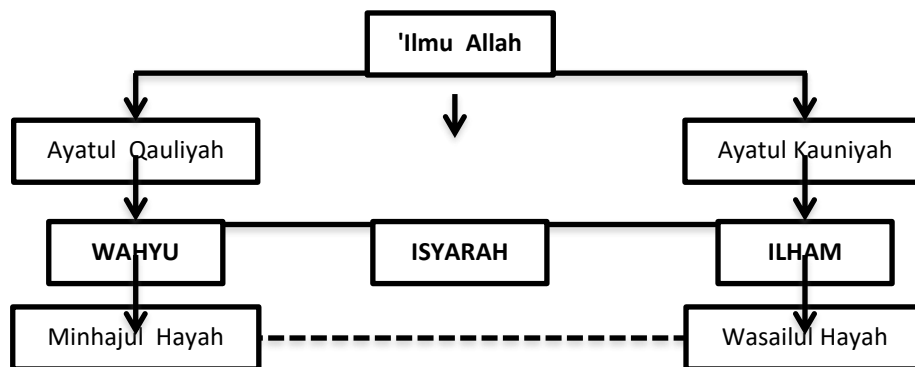 'Ilmu  Allah
Ayatul  Qauliyah
Ayatul Kauniyah
WAHYU
ISYARAH
ILHAM
Minhajul  Hayah
Wasailul Hayah